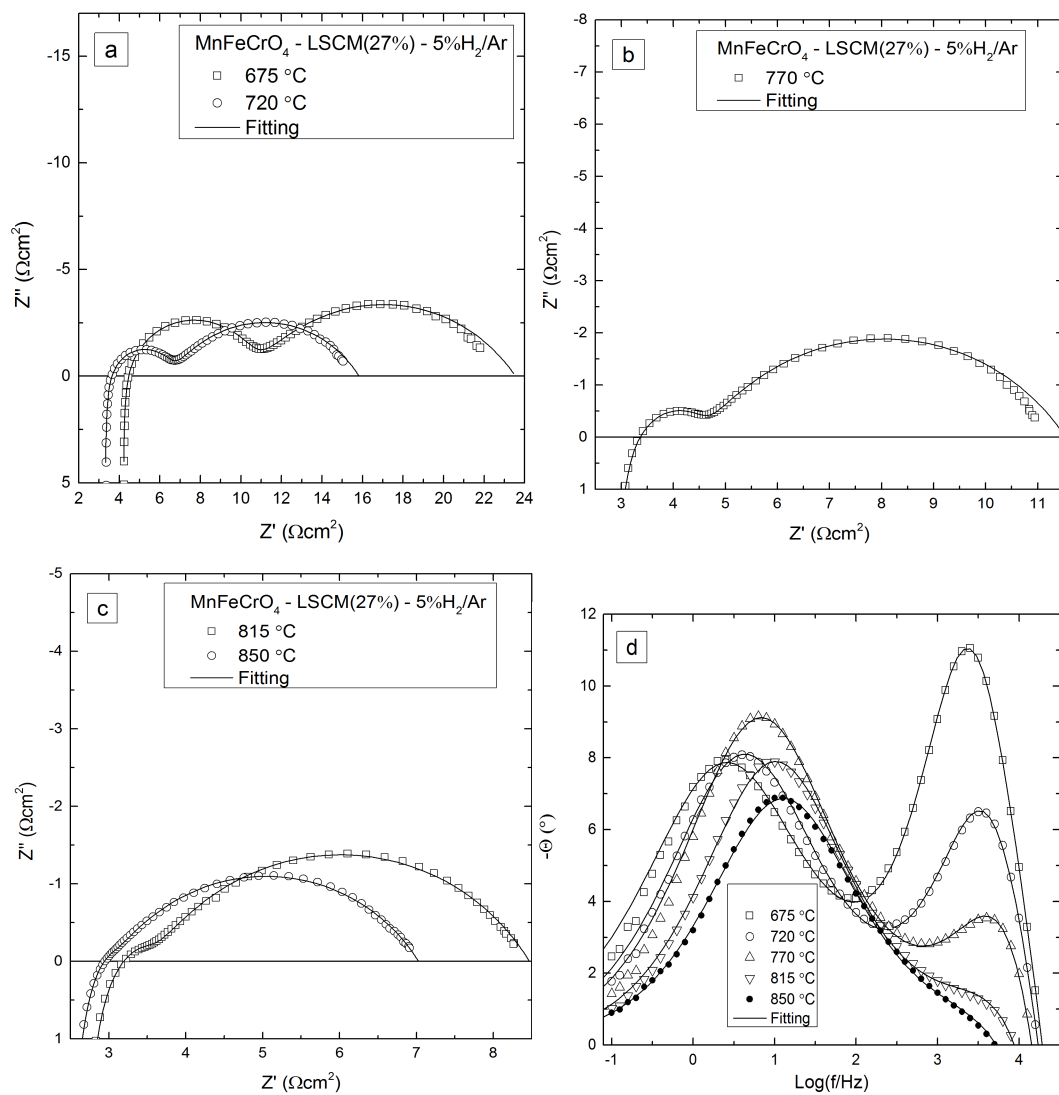 a
MnFeCrO₄ - LSCM(27%) - 5%H₂/Ar
675 °C
720 °C
Fitting
-15
-10
-5
0
5
Z'' (Ωcm²)
2 4 6 8 10 12 14 16 18 20 22 24
Z' (Ωcm²)
b
MnFeCrO₄ - LSCM(27%) - 5%H₂/Ar
770 °C
Fitting
-8
-7
-6
-5
-4
-3
-2
-1
0
1
Z'' (Ωcm²)
3 4 5 6 7 8 9 10 11
Z' (Ωcm²)
c
MnFeCrO₄ - LSCM(27%) - 5%H₂/Ar
815 °C
850 °C
Fitting
-5
-4
-3
-2
-1
0
1
Z'' (Ωcm²)
3 4 5 6 7 8
Z' (Ωcm²)
d
12
10
8
6
4
2
0
-Θ (°)
675 °C
720 °C
770 °C
815 °C
850 °C
Fitting
-1 0 1 2 3 4
Log(f/Hz)